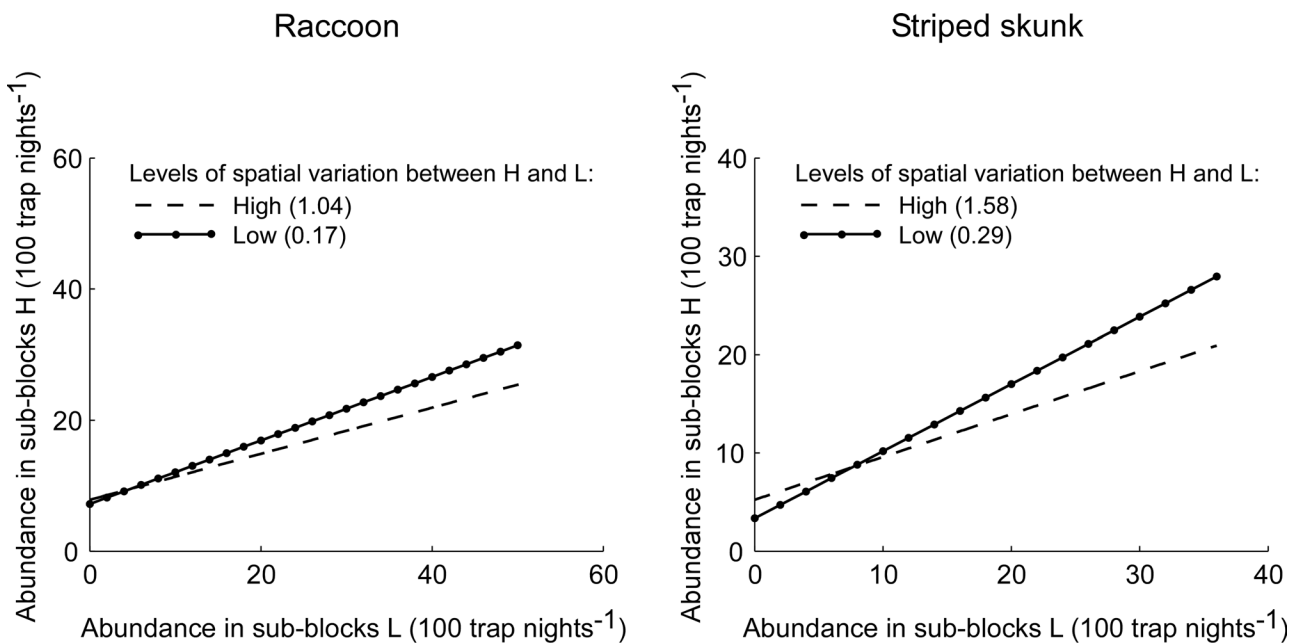 Raccoon
Abundance in sub-blocks H (100 trap nights⁻¹)
60
40
20
0
Levels of spatial variation between H and L:
High (1.04)
Low (0.17)
0 20 40 60
Abundance in sub-blocks L (100 trap nights⁻¹)
Striped skunk
Abundance in sub-blocks H (100 trap nights⁻¹)
40
30
20
10
0
Levels of spatial variation between H and L:
High (1.58)
Low (0.29)
0 10 20 30 40
Abundance in sub-blocks L (100 trap nights⁻¹)